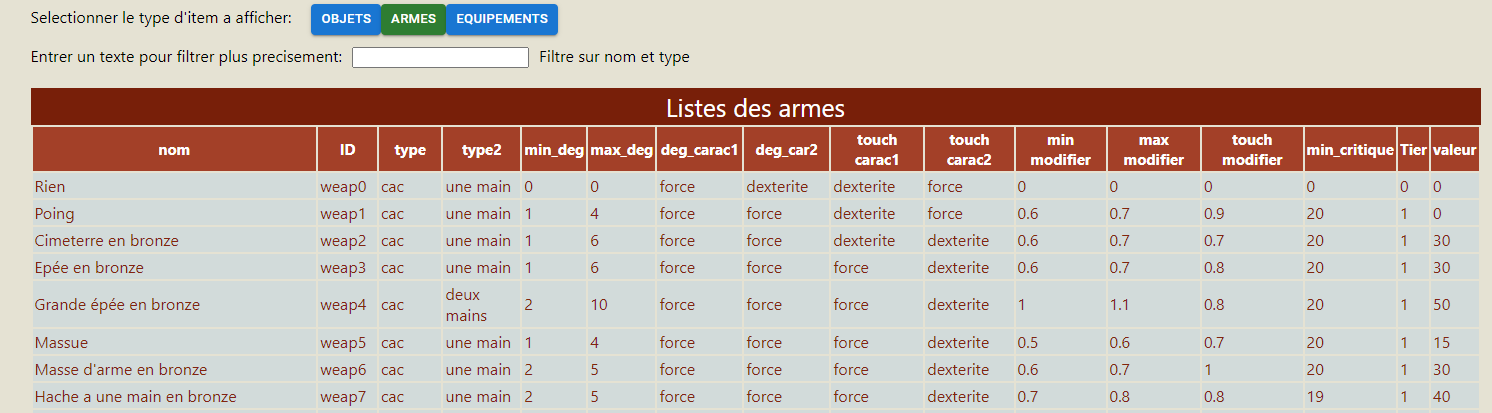 Selectionner le type d'item a afficher: OBJETS ARMES EQUIPEMENTS
Entrer un texte pour filtrer plus precisement: Filtre sur nom et type
Listes des armes
nom ID type type2 min_deg max_deg deg_carac1 deg_car2 touch carac1 touch carac2 min modifier max modifier touch modifier min_critique Tier valeur
Rien weap0 cac une main 0 0 force dexterite dexterite force 0 0 0 0 0 0
Poing weap1 cac une main 1 4 force force dexterite force 0.6 0.7 0.9 20 1 0
Cimeterre en bronze weap2 cac une main 1 6 force force dexterite dexterite 0.6 0.7 0.7 20 1 30
Epée en bronze weap3 cac une main 1 6 force force force dexterite 0.6 0.7 0.8 20 1 30
Grande épée en bronze weap4 cac deux mains 2 10 force force force dexterite 1 1.1 0.8 20 1 50
Massue weap5 cac une main 1 4 force force force dexterite 0.5 0.6 0.7 20 1 15
Masse d'arme en bronze weap6 cac une main 2 5 force force force dexterite 0.6 0.7 1 20 1 30
Hache a une main en bronze weap7 cac une main 2 5 force force force dexterite 0.7 0.8 0.8 19 1 40